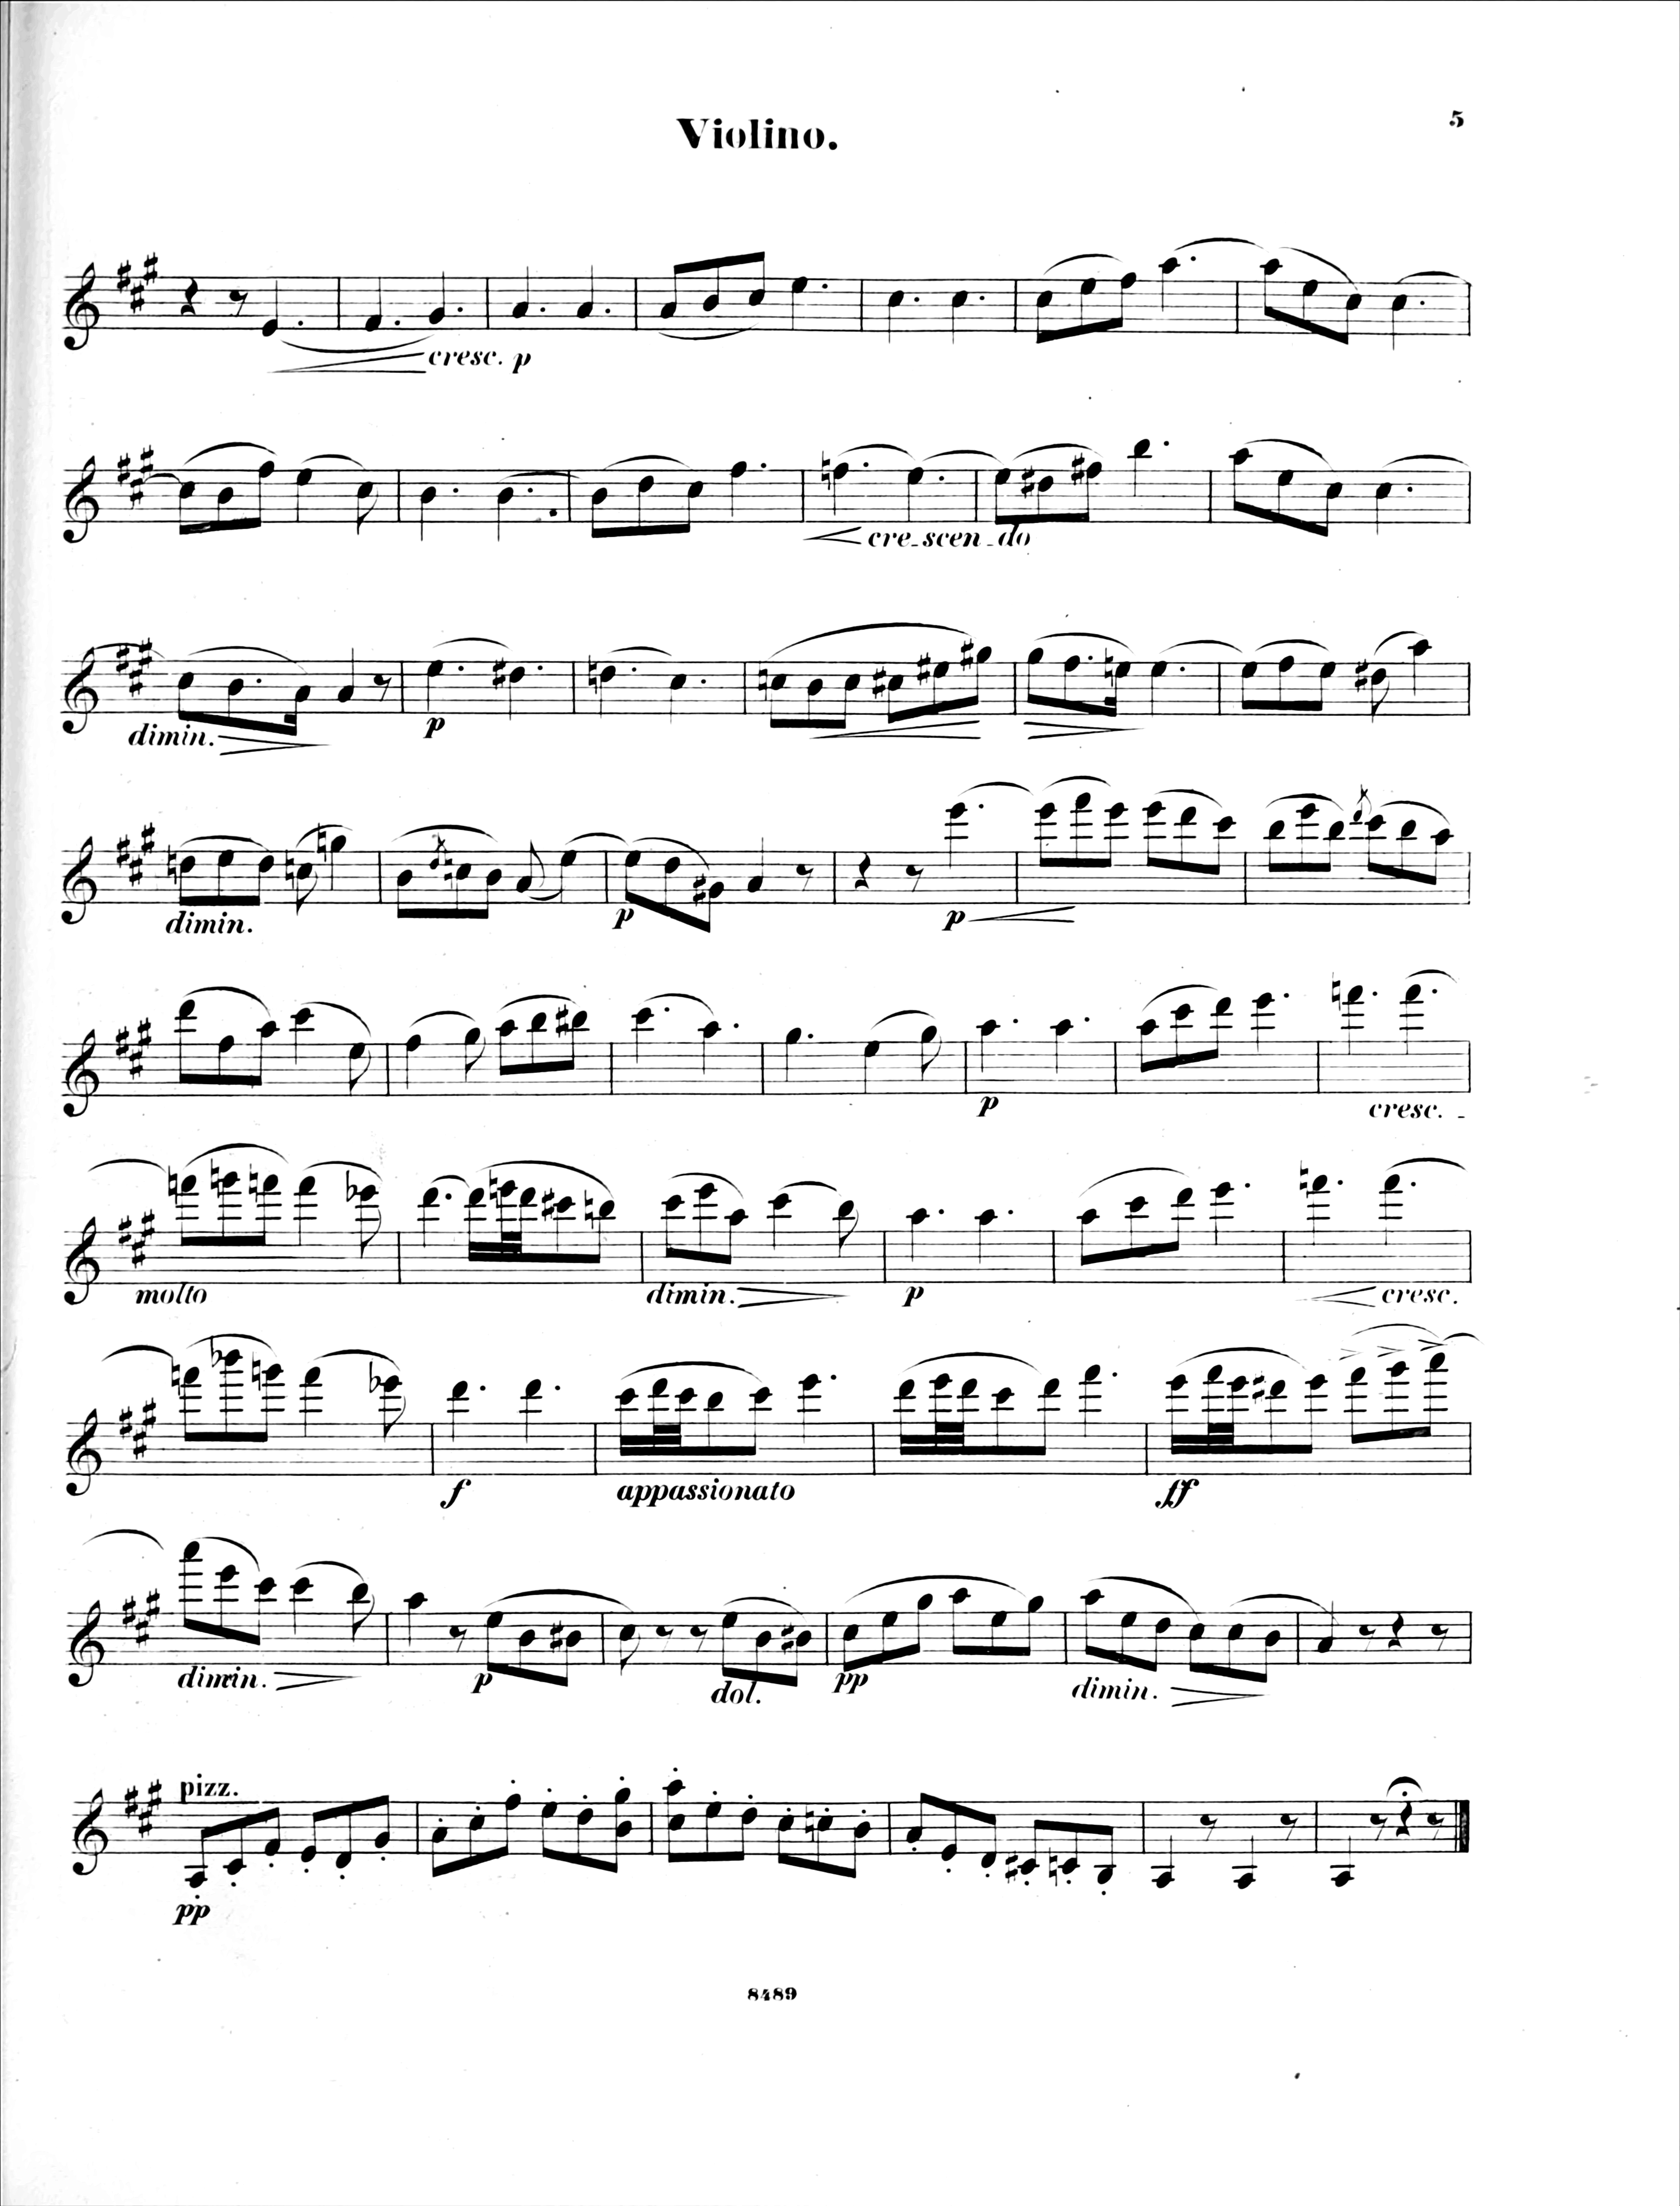 Violino.
5
cresc. p
cre_scen_do
dimin.
p
dimin. p p
p cresc. _
molto dimin. p cresc.
f appassionato ff
dimin. p dol. pp dimin.
pizz.
pp
8489